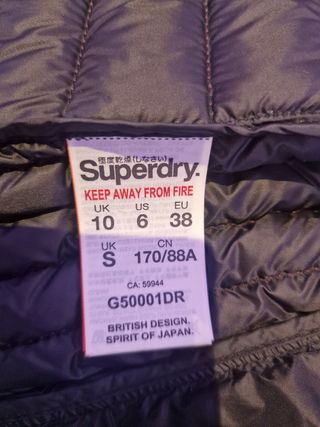 極度乾燥(しなさい)
Superdry.
KEEP AWAY FROM FIRE
UK US EU
10 6 38
UK CN
S 170/88A
CA: 59944
G50001DR
BRITISH DESIGN.
SPIRIT OF JAPAN.